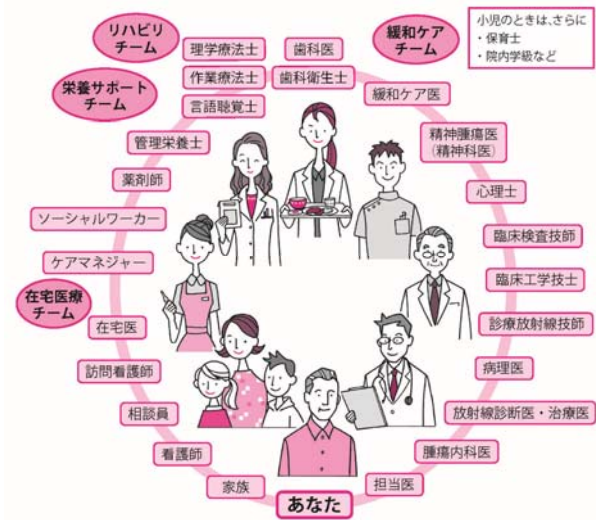 リハビリ
チーム
理学療法士
歯科医
緩和ケア
チーム
小児のときは、さらに
・保育士
・院内学級など
栄養サポート
チーム
作業療法士
歯科衛生士
緩和ケア医
言語聴覚士
管理栄養士
精神腫瘍医
(精神科医)
薬剤師
心理士
ソーシャルワーカー
臨床検査技師
ケアマネジャー
臨床工学技士
在宅医療
チーム
在宅医
診療放射線技師
訪問看護師
病理医
相談員
放射線診断医・治療医
看護師
腫瘍内科医
家族
担当医
あなた